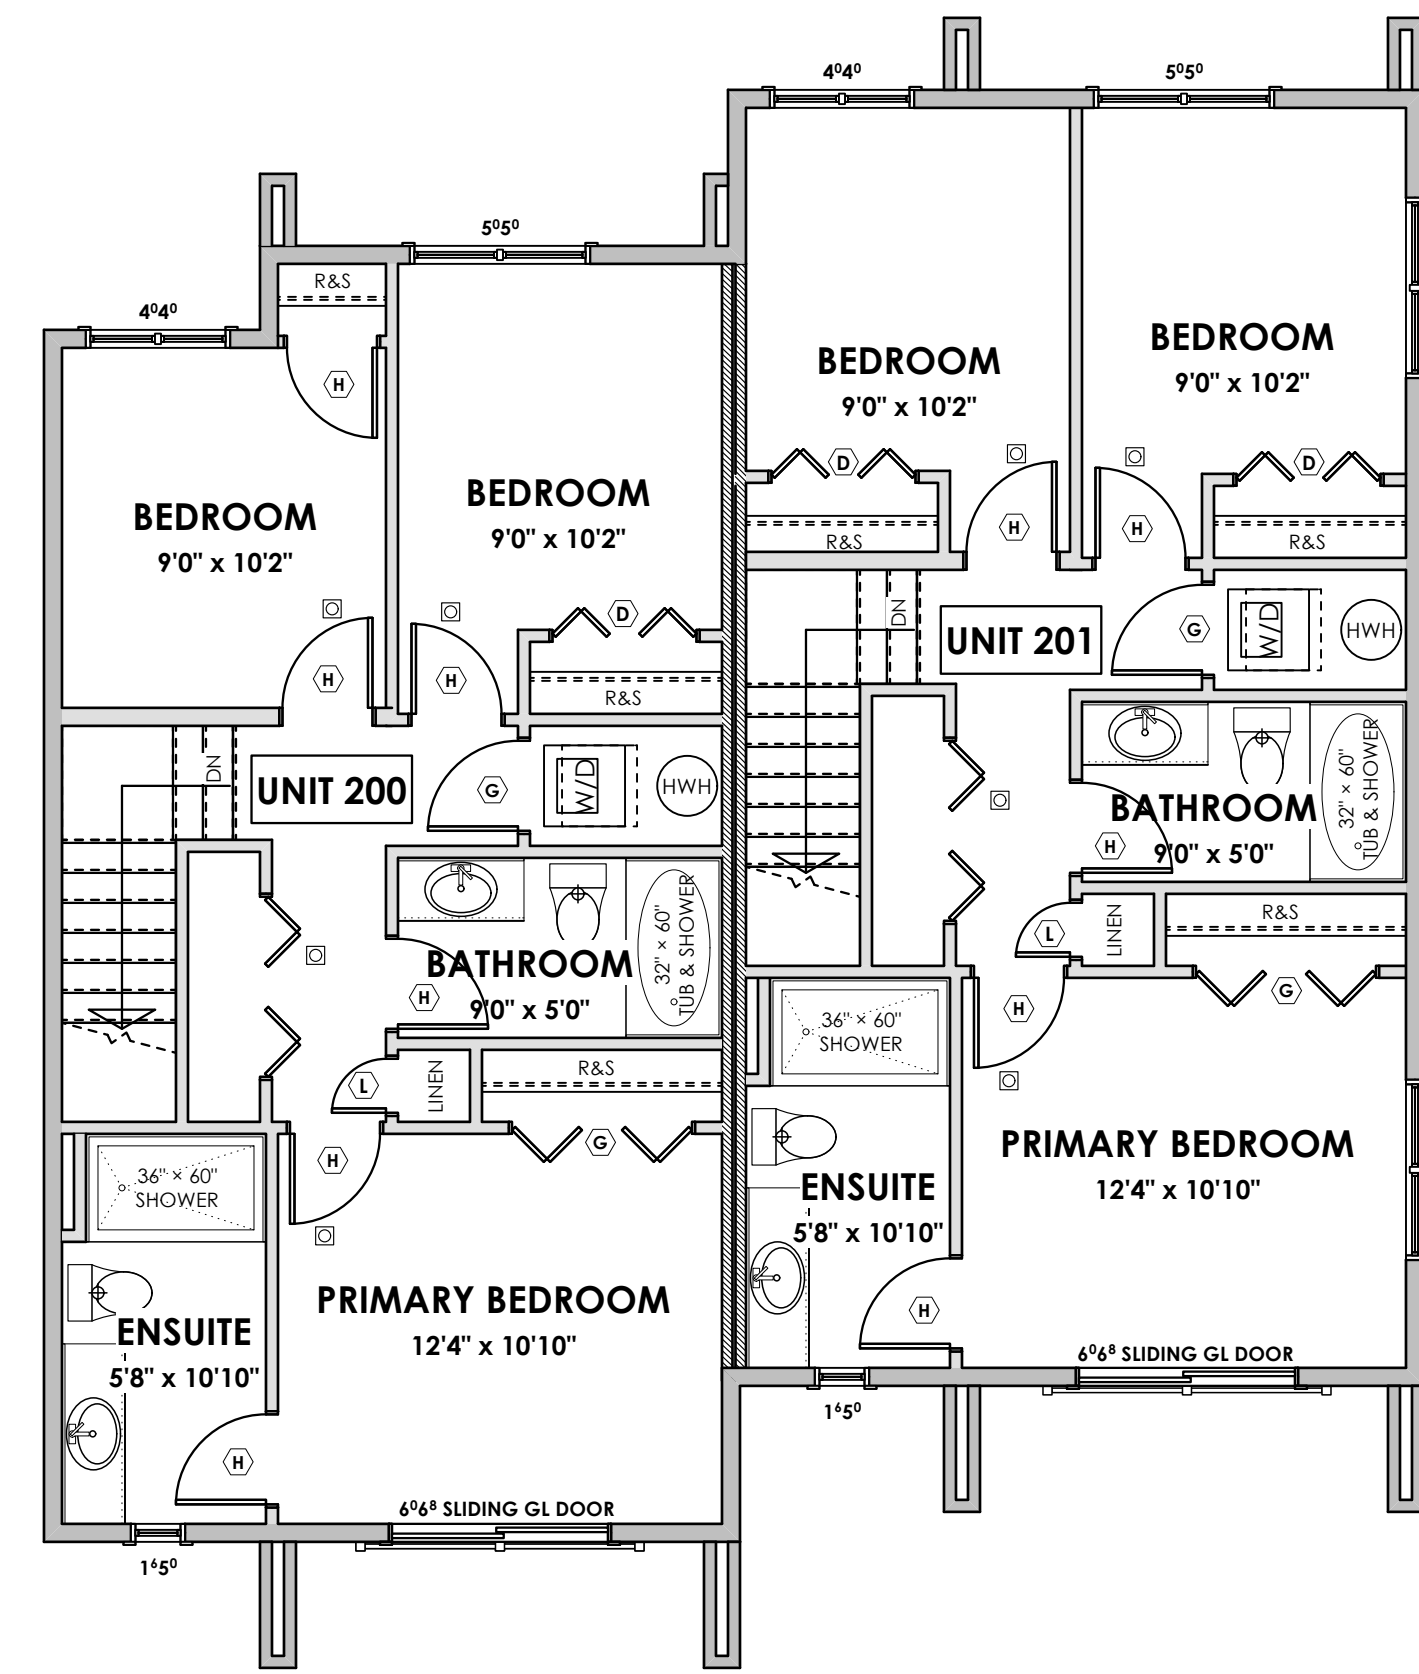 4⁰4⁰
5⁰5⁰
BEDROOM
9'0" x 10'2"
BEDROOM
9'0" x 10'2"
D
D
H
H
R&S
R&S
DN
UNIT 201
G
W/D
HWH
BATHROOM
9'0" x 5'0"
H
32" × 60"
TUB & SHOWER
L
LINEN
R&S
G
H
36" × 60"
SHOWER
PRIMARY BEDROOM
12'4" x 10'10"
ENSUITE
5'8" x 10'10"
H
6⁰6⁸ SLIDING GL DOOR
1⁶5⁰
5⁰5⁰
R&S
4⁰4⁰
H
BEDROOM
9'0" x 10'2"
BEDROOM
9'0" x 10'2"
D
H
H
R&S
DN
UNIT 200
G
W/D
HWH
BATHROOM
9'0" x 5'0"
H
32" × 60"
TUB & SHOWER
L
LINEN
R&S
G
H
36" × 60"
SHOWER
PRIMARY BEDROOM
12'4" x 10'10"
ENSUITE
5'8" x 10'10"
H
6⁰6⁸ SLIDING GL DOOR
1⁶5⁰